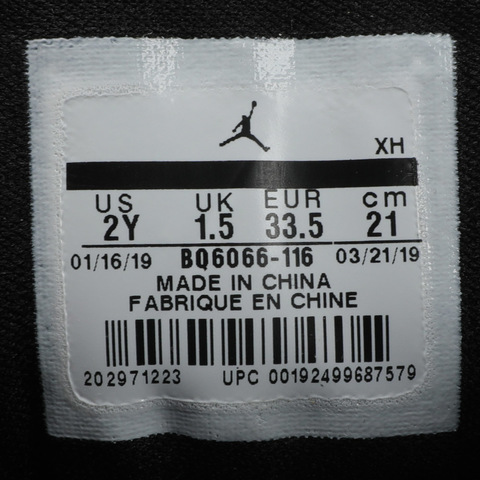 XH
US UK EUR cm
2Y 1.5 33.5 21
01/16/19 BQ6066-116 03/21/19
MADE IN CHINA
FABRIQUE EN CHINE
202971223 UPC 00192499687579